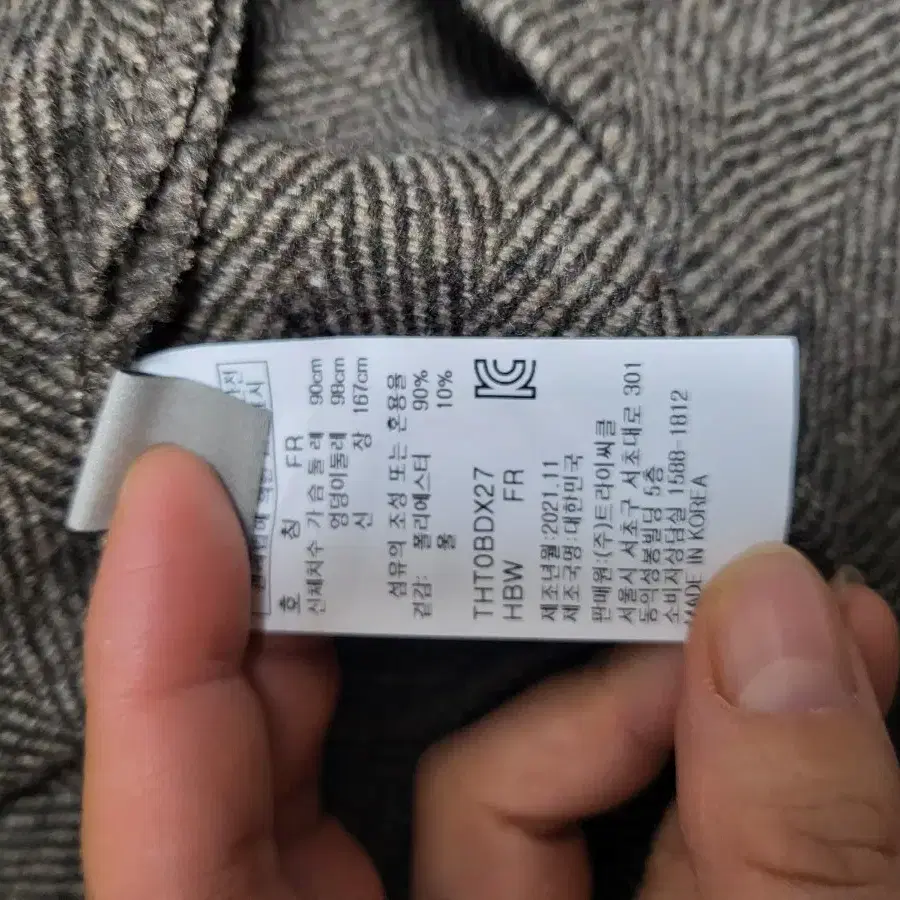 호 칭 FR
신체치수 가슴둘레 90cm
엉덩이둘레 98cm
신 장 167cm
섬유의 조성 또는 혼용율
겉감: 폴리에스터 90%
울 10%
THT0BDX27
HBW FR
제조년월:2021.11
제조국명:대한민국
판매원:(주)트라이씨클
서울시 서초구 서초대로 301
동익성봉빌딩 5층
소비자상담실 1588-1812
MADE IN KOREA